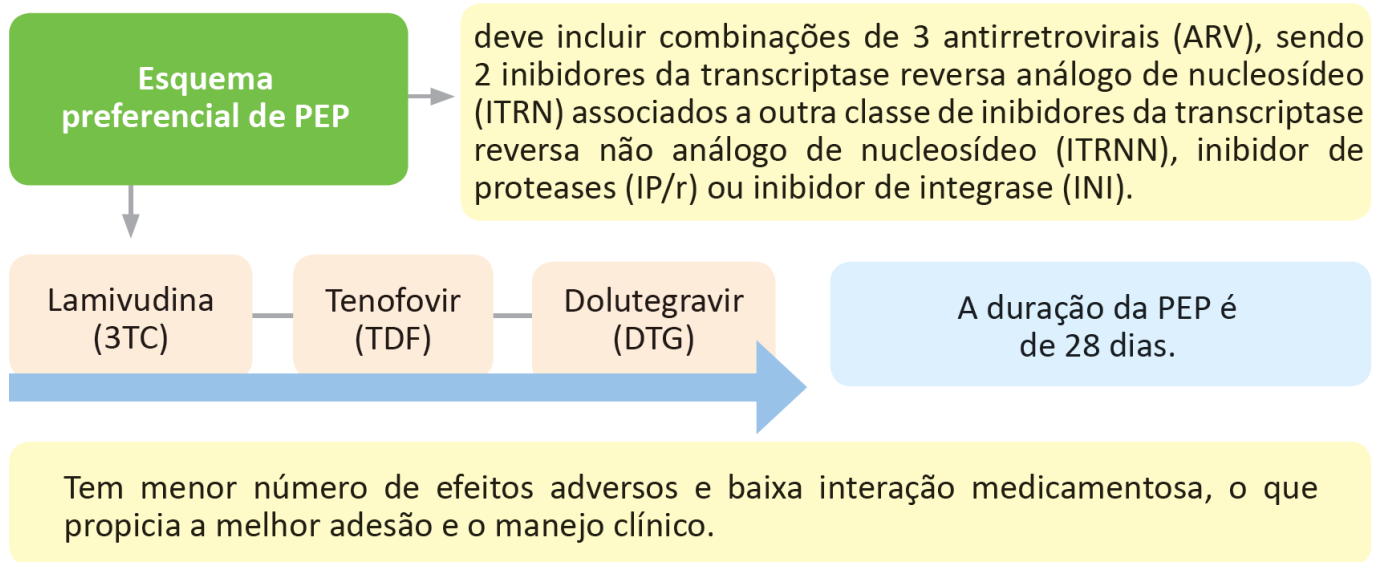 Esquema
preferencial de PEP
deve incluir combinações de 3 antirretrovirais (ARV), sendo
2 inibidores da transcriptase reversa análogo de nucleosídeo
(ITRN) associados a outra classe de inibidores da transcriptase
reversa não análogo de nucleosídeo (ITRNN), inibidor de
proteases (IP/r) ou inibidor de integrase (INI).
Lamivudina
(3TC)
Tenofovir
(TDF)
Dolutegravir
(DTG)
A duração da PEP é
de 28 dias.
Tem menor número de efeitos adversos e baixa interação medicamentosa, o que
propicia a melhor adesão e o manejo clínico.